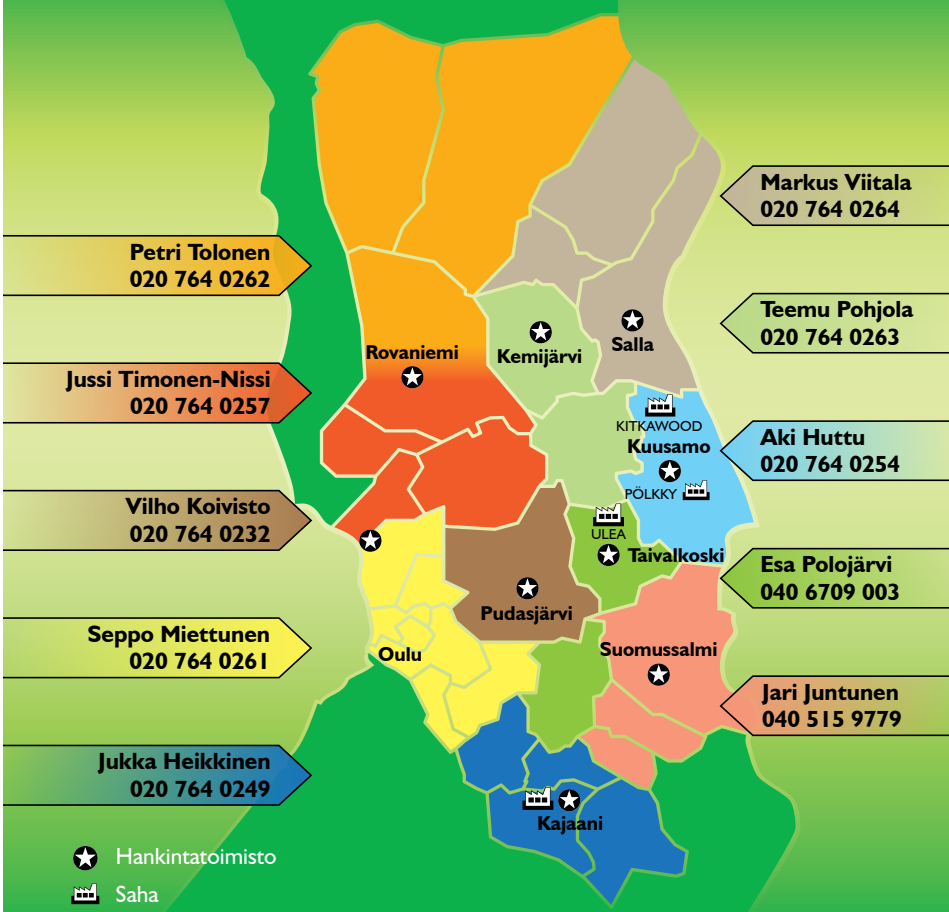 Markus Viitala
020 764 0264
Petri Tolonen
020 764 0262
Teemu Pohjola
020 764 0263
Rovaniemi
Kemijärvi
Salla
Jussi Timonen-Nissi
020 764 0257
KITKAWOOD
Kuusamo
PÖLKKY
Aki Huttu
020 764 0254
Vilho Koivisto
020 764 0232
ULEA
Taivalkoski
Esa Polojärvi
040 6709 003
Pudasjärvi
Seppo Miettunen
020 764 0261
Oulu
Suomussalmi
Jari Juntunen
040 515 9779
Jukka Heikkinen
020 764 0249
Kajaani
Hankintatoimisto
Saha